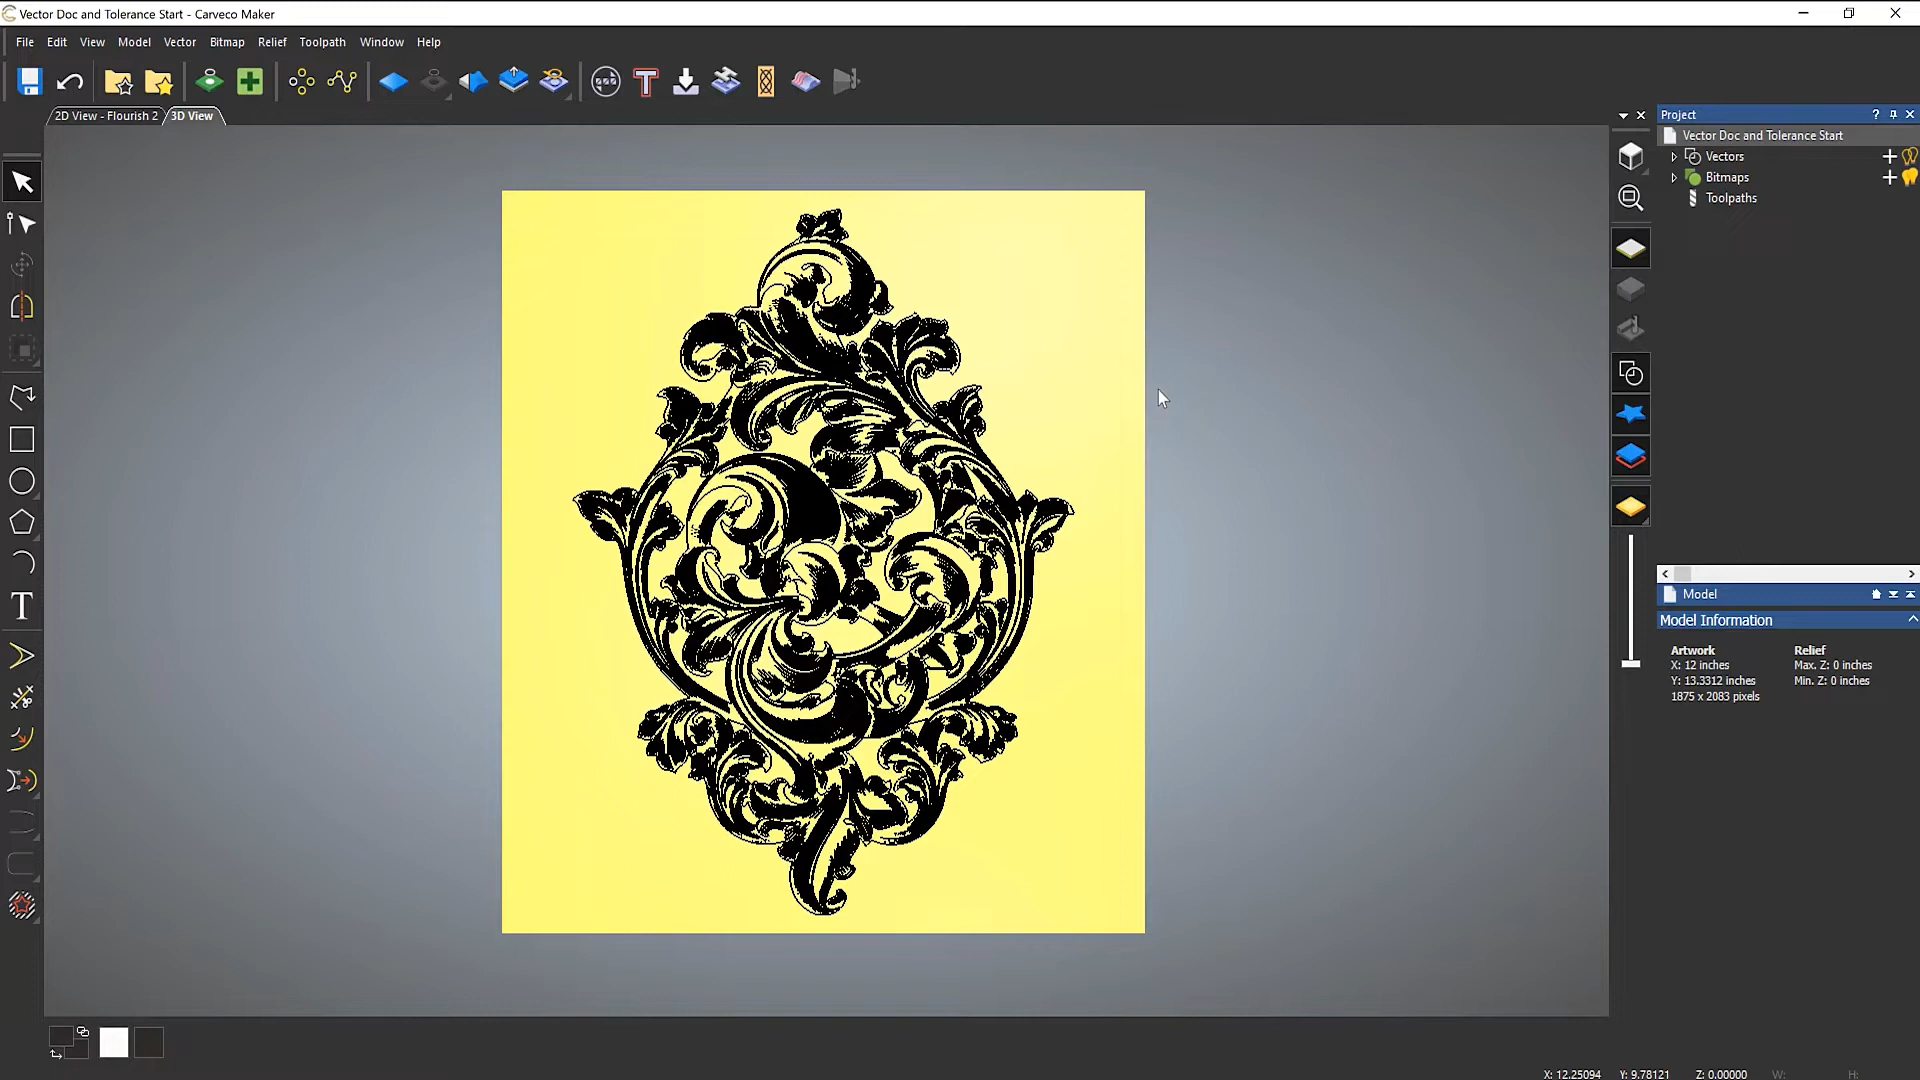 Vector Doc and Tolerance Start - Carveco Maker
File Edit View Model Vector Bitmap Relief Toolpath Window Help
2D View - Flourish 2 3D View
Project
Vector Doc and Tolerance Start
Vectors
Bitmaps
Toolpaths
Model
Model Information
Artwork Relief
X: 12 inches Max. Z: 0 inches
Y: 13.3312 inches Min. Z: 0 inches
1875 x 2083 pixels
X: 12.25094 Y: 9.78121 Z: 0.00000 W: H: